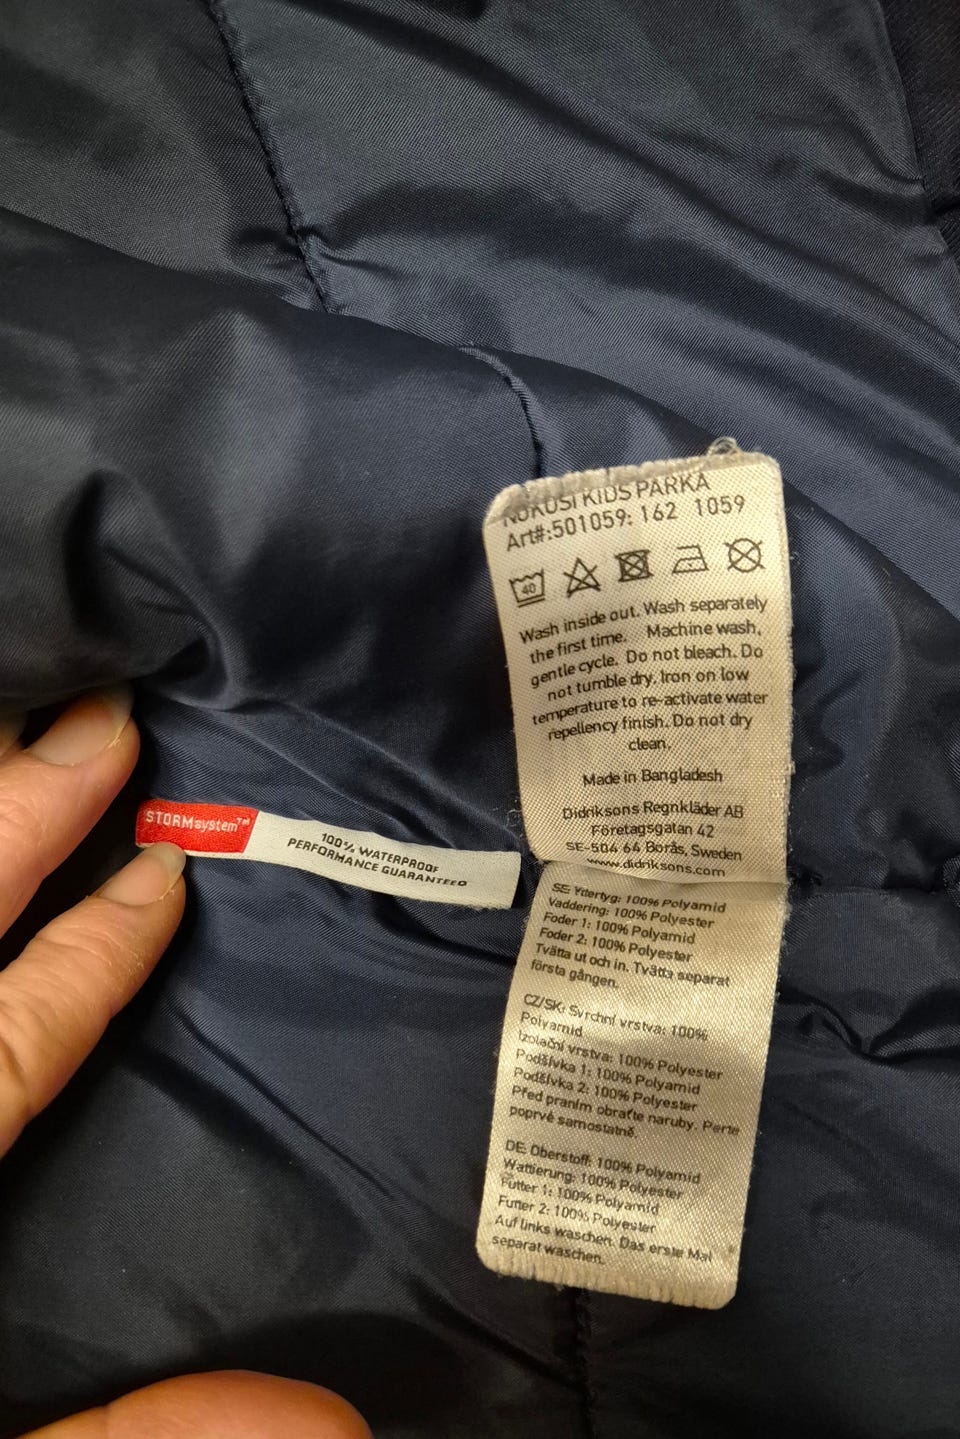 KIDS PARKA
Art#:501059: 162 1059
40
Wash inside out. Wash separately
the first time. Machine wash,
gentle cycle. Do not bleach. Do
not tumble dry. Iron on low
temperature to re-activate water
repellency finish. Do not dry
clean.
Made in Bangladesh
Didriksons Regnkläder AB
Företagsgatan 42
SE-504 64 Borås, Sweden
www.didriksons.com
STORMsystem™
100% WATERPROOF
PERFORMANCE GUARANTEED
SE: Yttertyg: 100% Polyamid
Vaddering: 100% Polyester
Foder 1: 100% Polyamid
Foder 2: 100% Polyester
Tvätta ut och in. Tvätta separat
första gången.
CZ/SK: Svrchní vrstva: 100%
Polyamid
Izolační vrstva: 100% Polyester
Podšívka 1: 100% Polyamid
Podšívka 2: 100% Polyester
Před praním obraťte naruby. Perte
poprvé samostatně.
DE: Oberstoff: 100% Polyamid
Wattierung: 100% Polyester
Futter 1: 100% Polyamid
Futter 2: 100% Polyester
Auf links waschen. Das erste Mal
separat waschen.